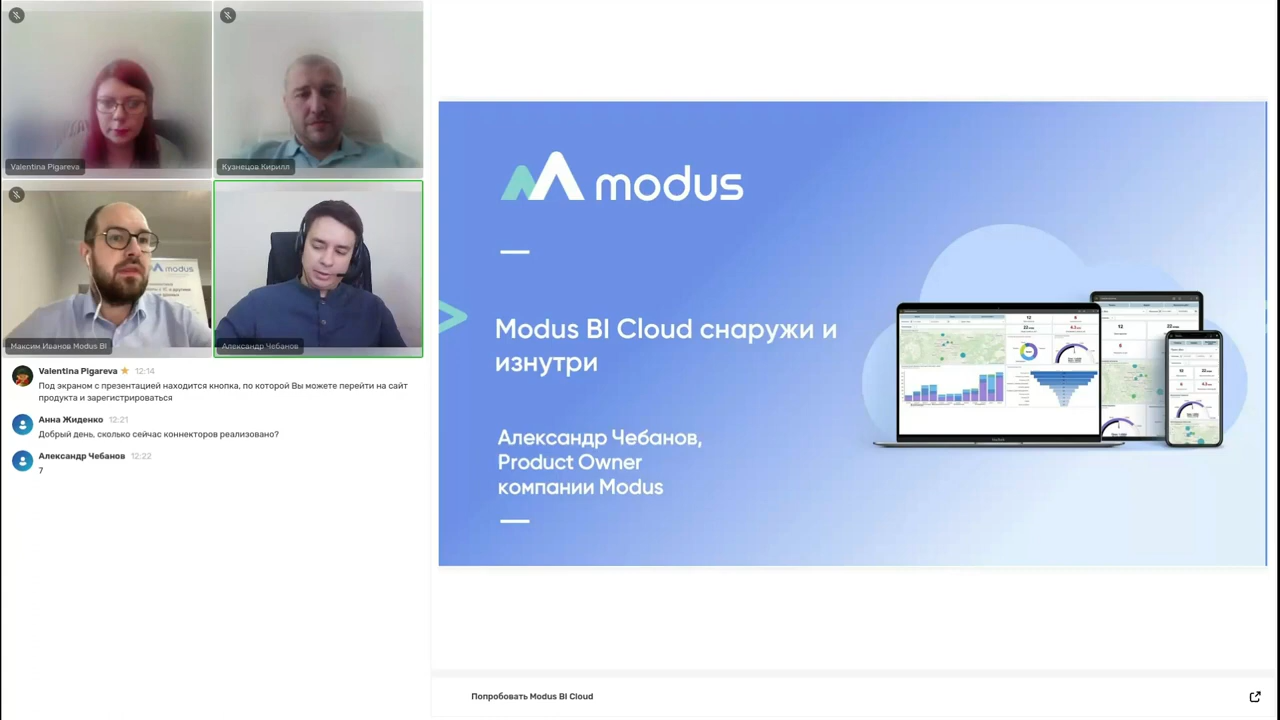 Valentina Pigareva
Кузнецов Кирилл
modus
Максим Иванов Modus BI
Александр Чебанов
Valentina Pigareva 12:14
Под экраном с презентацией находится кнопка, по которой Вы можете перейти на сайт
продукта и зарегистрироваться
Анна Жиденко 12:21
Добрый день, сколько сейчас коннекторов реализовано?
Александр Чебанов 12:22
7
modus
Modus BI Cloud снаружи и
изнутри
Александр Чебанов,
Product Owner
компании Modus
Попробовать Modus BI Cloud